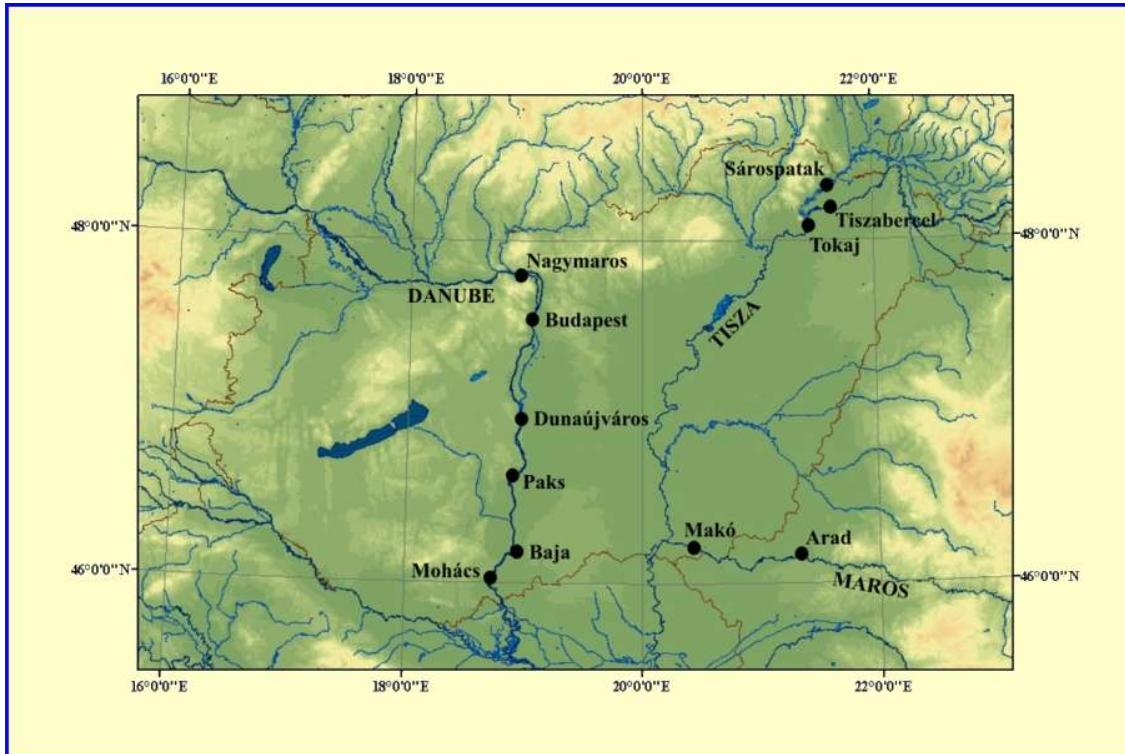 16°0'0"E 18°0'0"E 20°0'0"E 22°0'0"E
Sárospatak
Tiszabercel
48°0'0"N 48°0'0"N
Tokaj
Nagymaros
DANUBE
Budapest
TISZA
Dunaújváros
Paks
Makó
Arad
Baja
Mohács
46°0'0"N 46°0'0"N
MAROS
16°0'0"E 18°0'0"E 20°0'0"E 22°0'0"E